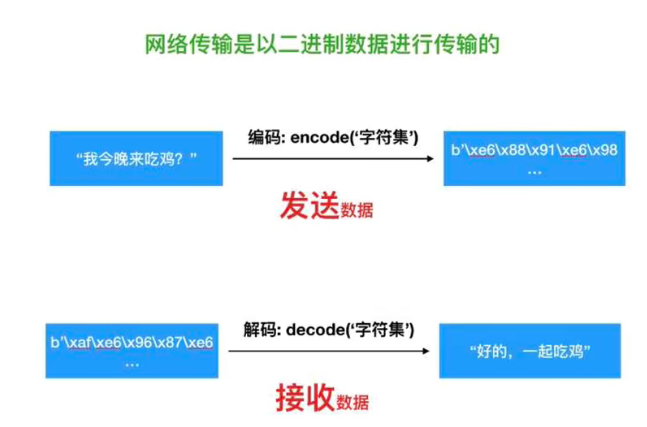 网络传输是以二进制数据进行传输的
“我今晚来吃鸡？”
编码: encode(‘字符集’)
b’\xe6\x88\x91\xe6\x98
...
发送数据
b’\xaf\xe6\x96\x87\xe6
...
解码: decode(‘字符集’)
“好的，一起吃鸡”
接收数据